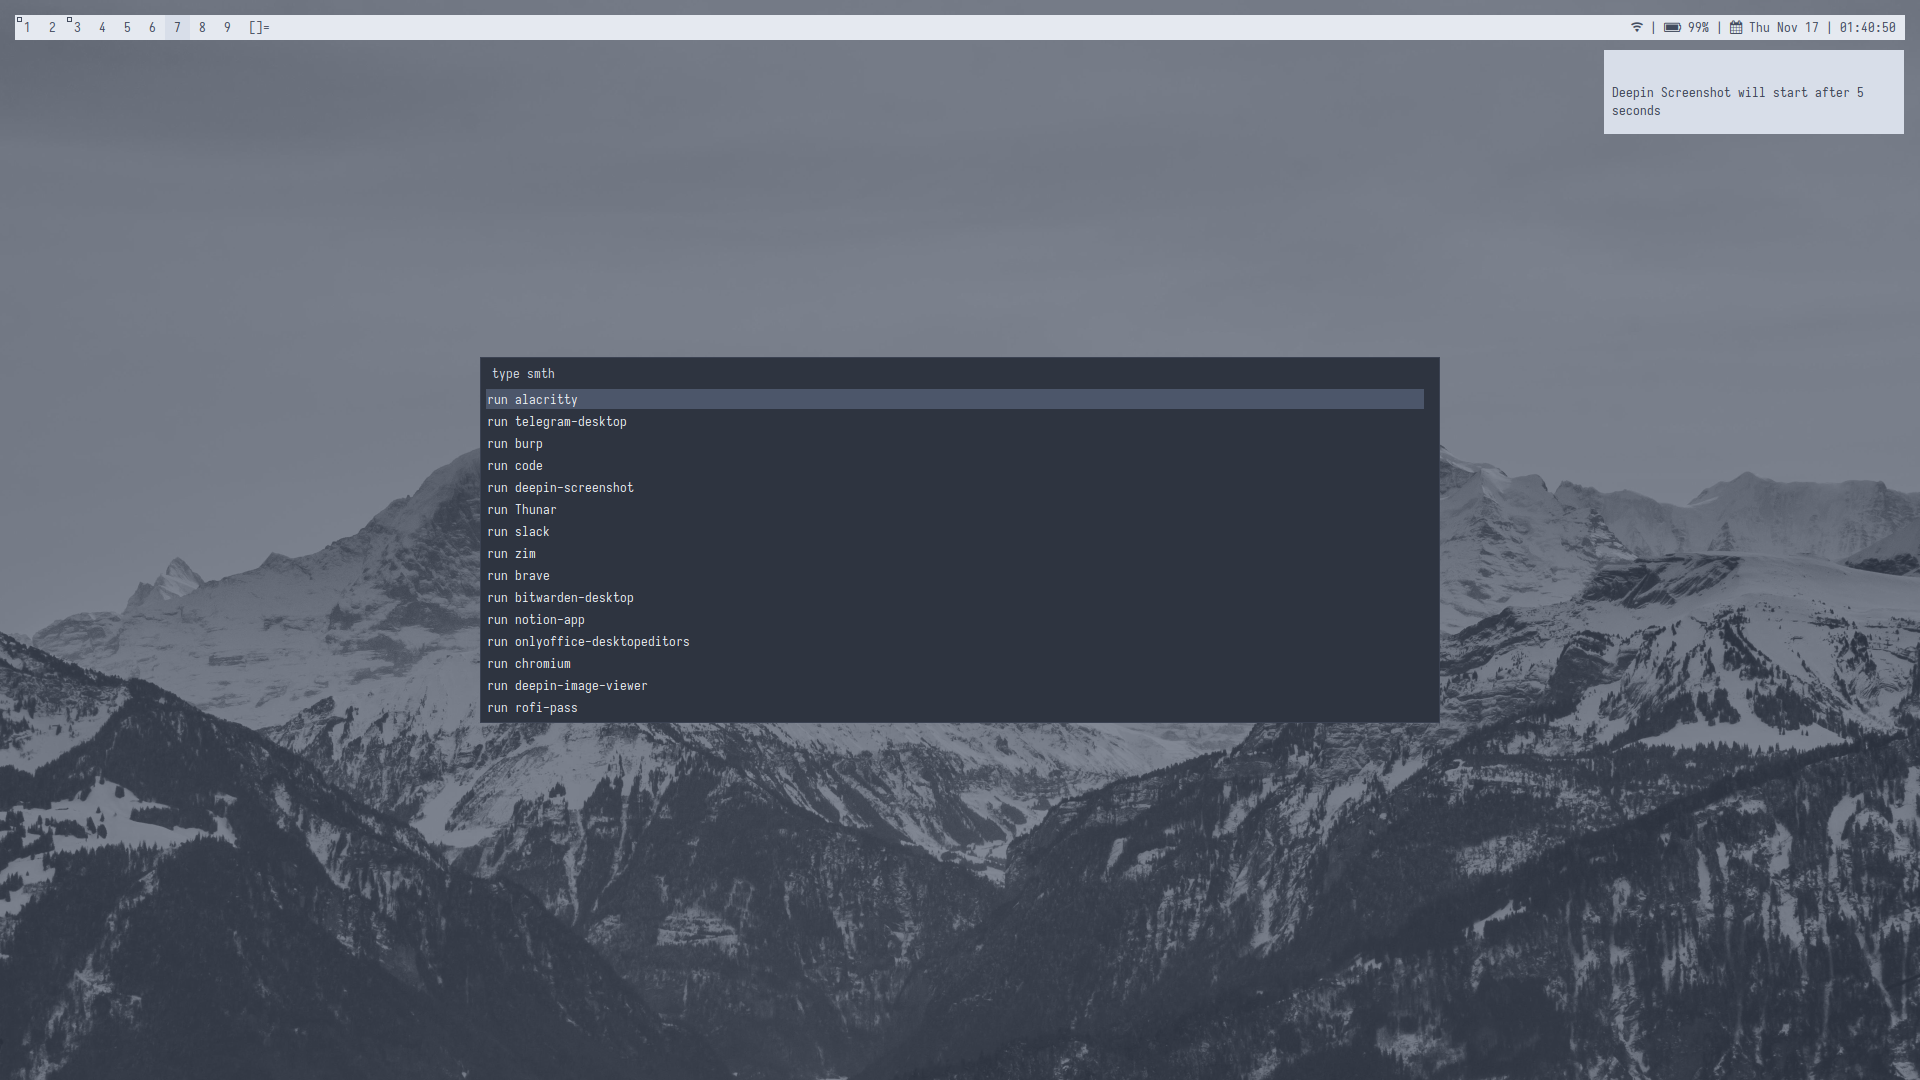 1 2 3 4 5 6 7 8 9 []= | 99% | Thu Nov 17 | 01:40:50
Deepin Screenshot will start after 5
seconds
type smth
run alacritty
run telegram-desktop
run burp
run code
run deepin-screenshot
run Thunar
run slack
run zim
run brave
run bitwarden-desktop
run notion-app
run onlyoffice-desktopeditors
run chromium
run deepin-image-viewer
run rofi-pass